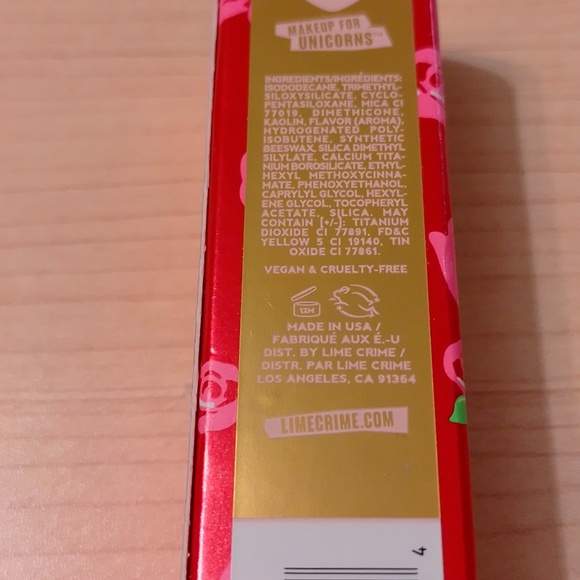 MAKEUP FOR
UNICORNS™
INGREDIENTS/INGRÉDIENTS:
ISODODECANE, TRIMETHYL-
SILOXYSILICATE, CYCLO-
PENTASILOXANE, MICA CI
77019, DIMETHICONE,
KAOLIN, FLAVOR (AROMA),
HYDROGENATED POLY-
ISOBUTENE, SYNTHETIC
BEESWAX, SILICA DIMETHYL
SILYLATE, CALCIUM TITA-
NIUM BOROSILICATE, ETHYL-
HEXYL METHOXYCINNA-
MATE, PHENOXYETHANOL,
CAPRYLYL GLYCOL, HEXYL-
ENE GLYCOL, TOCOPHERYL
ACETATE, SILICA. MAY
CONTAIN [+/-]: TITANIUM
DIOXIDE CI 77891, FD&C
YELLOW 5 CI 19140, TIN
OXIDE CI 77861.
VEGAN & CRUELTY-FREE
12M
MADE IN USA /
FABRIQUÉ AUX É.-U
DIST. BY LIME CRIME /
DISTR. PAR LIME CRIME
LOS ANGELES, CA 91364
LIMECRIME.COM
4